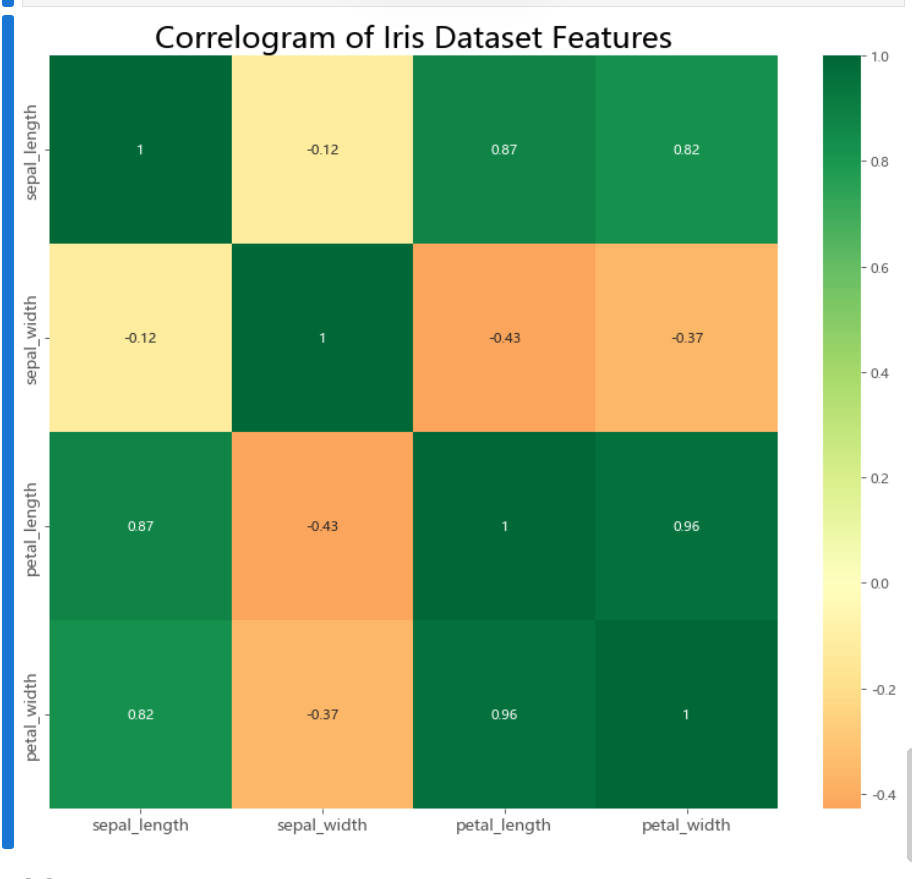 Correlogram of Iris Dataset Features
sepal_length
1
-0.12
0.87
0.82
sepal_width
-0.12
1
-0.43
-0.37
petal_length
0.87
-0.43
1
0.96
petal_width
0.82
-0.37
0.96
1
sepal_length
sepal_width
petal_length
petal_width
1.0
0.8
0.6
0.4
0.2
0.0
-0.2
-0.4